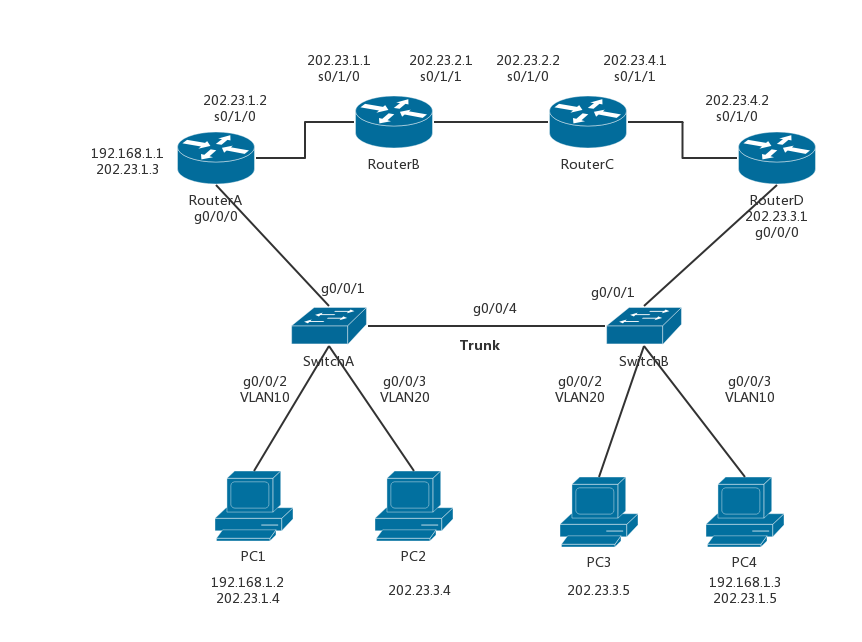 202.23.1.1
s0/1/0
202.23.2.1
s0/1/1
202.23.2.2
s0/1/0
202.23.4.1
s0/1/1
202.23.1.2
s0/1/0
202.23.4.2
s0/1/0
192.168.1.1
202.23.1.3
RouterB
RouterC
RouterA
g0/0/0
RouterD
202.23.3.1
g0/0/0
g0/0/1
g0/0/4
g0/0/1
Trunk
SwitchA
SwitchB
g0/0/2
VLAN10
g0/0/3
VLAN20
g0/0/2
VLAN20
g0/0/3
VLAN10
PC1
PC2
PC3
PC4
192.168.1.2
202.23.1.4
202.23.3.4
202.23.3.5
192.168.1.3
202.23.1.5